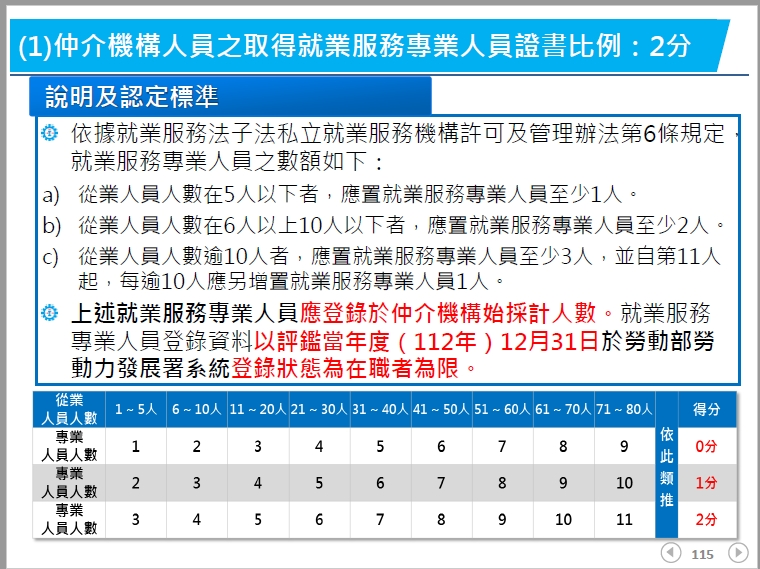 (1)仲介機構人員之取得就業服務專業人員證書比例：2分
說明及認定標準
依據就業服務法子法私立就業服務機構許可及管理辦法第6條規定，
就業服務專業人員之數額如下：
a) 從業人員人數在5人以下者，應置就業服務專業人員至少1人。
b) 從業人員人數在6人以上10人以下者，應置就業服務專業人員至少2人。
c) 從業人員人數逾10人者，應置就業服務專業人員至少3人，並自第11人
起，每逾10人應另增置就業服務專業人員1人。
上述就業服務專業人員應登錄於仲介機構始採計人數。就業服務
專業人員登錄資料以評鑑當年度（112年）12月31日於勞動部勞
動力發展署系統登錄狀態為在職者為限。
從業
人員人數 1～5人 6～10人 11～20人 21～30人 31～40人 41～50人 51～60人 61～70人 71～80人 依此類推 得分
專業
人員人數 1 2 3 4 5 6 7 8 9 0分
專業
人員人數 2 3 4 5 6 7 8 9 10 1分
專業
人員人數 3 4 5 6 7 8 9 10 11 2分
115